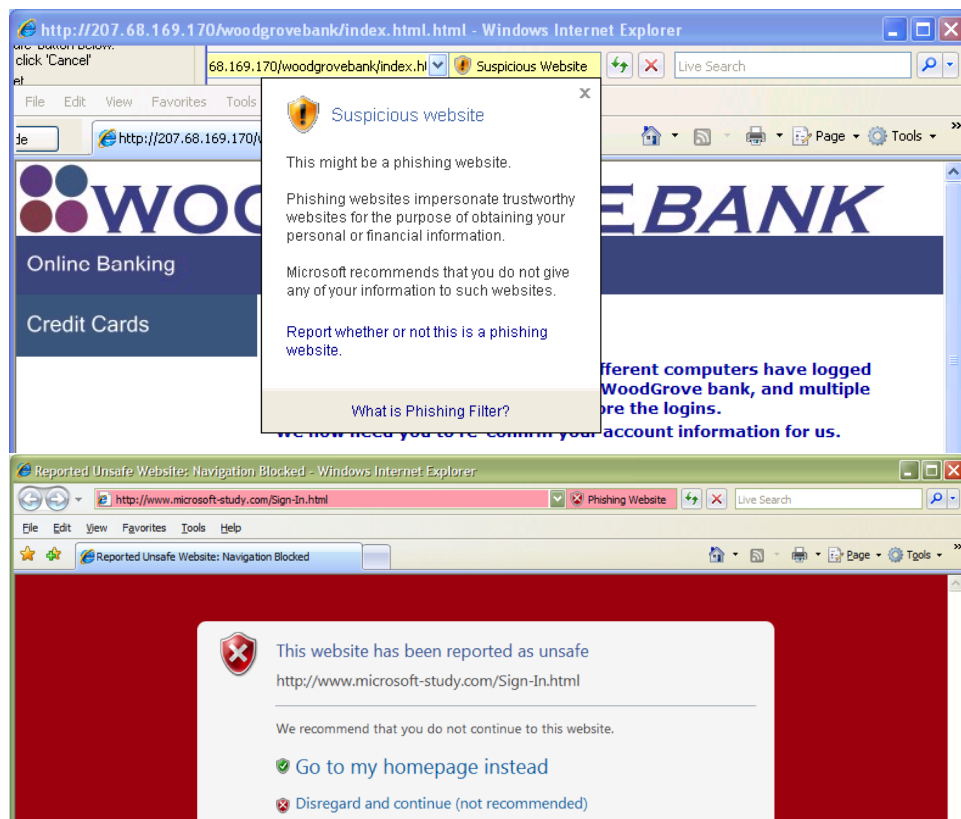 http://207.68.169.170/woodgrovebank/index.html.html - Windows Internet Explorer
click 'Cancel'
68.169.170/woodgrovebank/index.ht Suspicious Website Live Search
File Edit View Favorites Tools
http://207.68.169.170/w
Page Tools »
Suspicious website
This might be a phishing website.
Phishing websites impersonate trustworthy
websites for the purpose of obtaining your
personal or financial information.
Microsoft recommends that you do not give
any of your information to such websites.
Report whether or not this is a phishing
website.
What is Phishing Filter?
WOO EBANK
Online Banking
Credit Cards
fferent computers have logged
WoodGrove bank, and multiple
ore the logins.
We now need you to re-confirm your account information for us.
Reported Unsafe Website: Navigation Blocked - Windows Internet Explorer
http://www.microsoft-study.com/Sign-In.html Phishing Website Live Search
File Edit View Favorites Tools Help
Reported Unsafe Website: Navigation Blocked Page Tools »
This website has been reported as unsafe
http://www.microsoft-study.com/Sign-In.html
We recommend that you do not continue to this website.
Go to my homepage instead
Disregard and continue (not recommended)